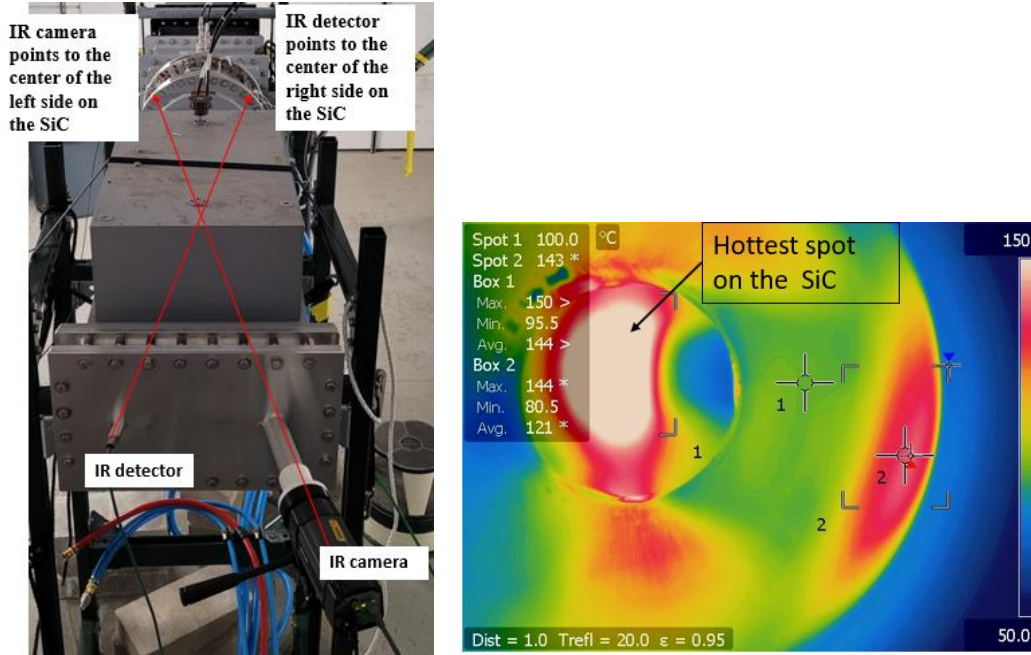 IR camera
points to the
center of the
left side on
the SiC
IR detector
points to the
center of the
right side on
the SiC
IR detector
IR camera
Spot 1 100.0 °C
Spot 2 143 *
Box 1
Max. 150 >
Min. 95.5
Avg. 144 >
Box 2
Max. 144 *
Min. 80.5
Avg. 121 *
Hottest spot
on the SiC
150
1
1
2
2
Dist = 1.0 Trefl = 20.0 ε = 0.95
50.0